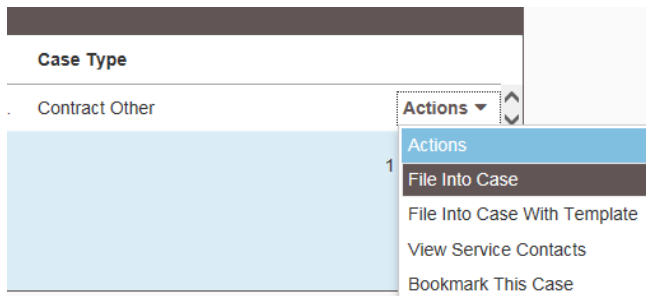 Case Type
. Contract Other Actions
Actions
1
File Into Case
File Into Case With Template
View Service Contacts
Bookmark This Case